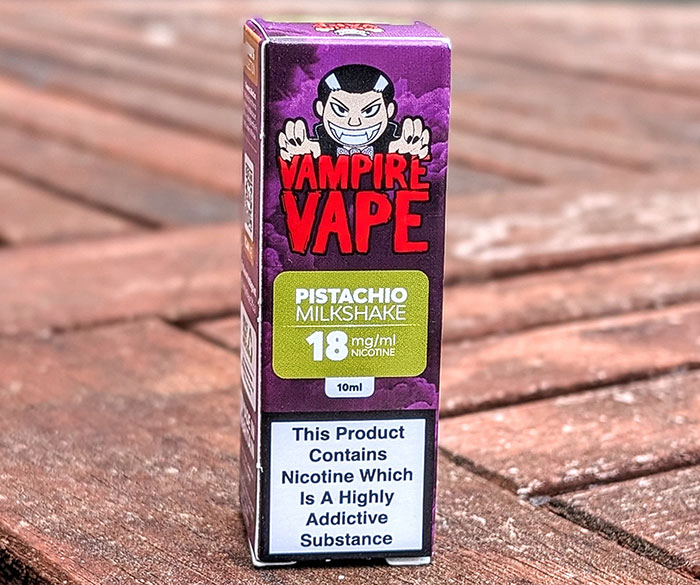 VAMPIRE
VAPE
PISTACHIO
MILKSHAKE
18 mg/ml
NICOTINE
10ml
This Product
Contains
Nicotine Which
Is A Highly
Addictive
Substance